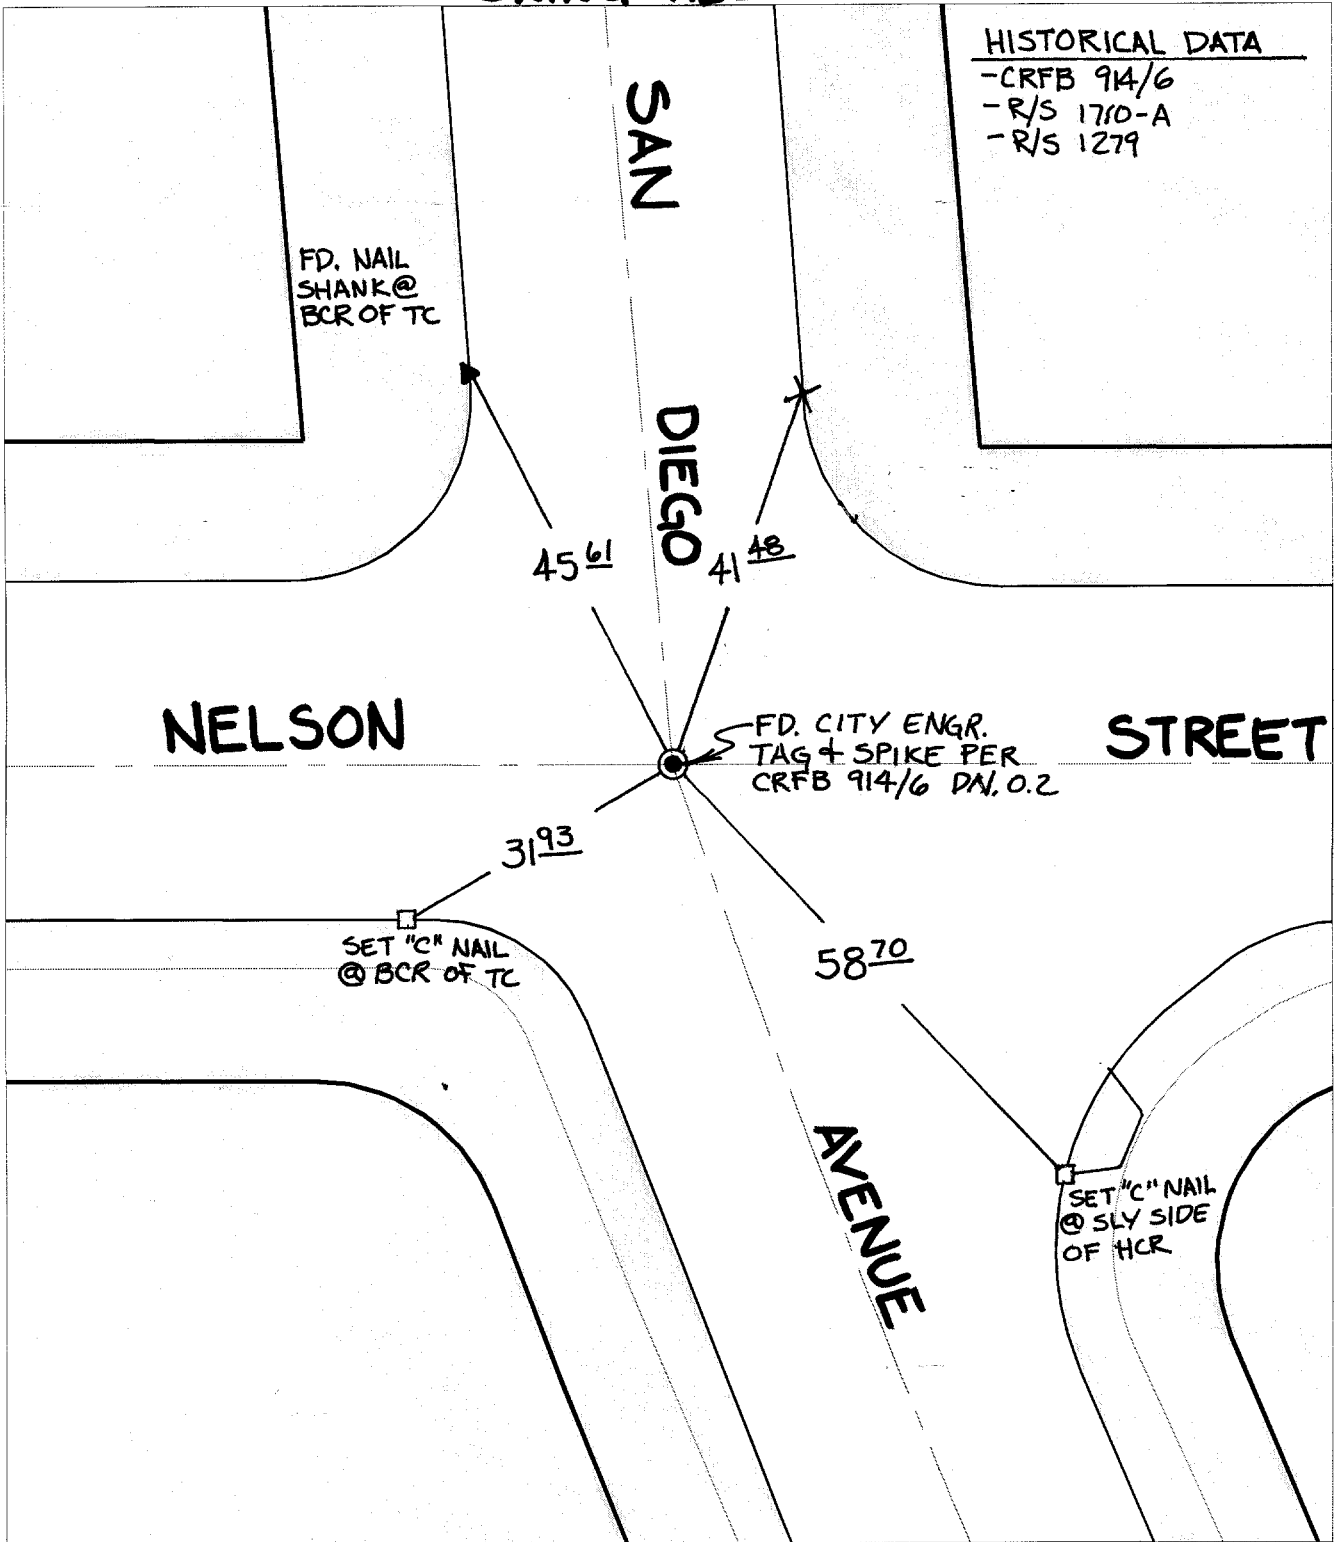 HISTORICAL DATA
-CRFB 914/6
-R/S 1710-A
-R/S 1279
SAN
FD. NAIL
SHANK @
BCR OF TC
DIEGO
45 61
41 48
NELSON
STREET
FD. CITY ENGR.
TAG & SPIKE PER
CRFB 914/6 DN. 0.2
31 93
SET "C" NAIL
@ BCR OF TC
58 70
AVENUE
SET "C" NAIL
@ SLY SIDE
OF HCR